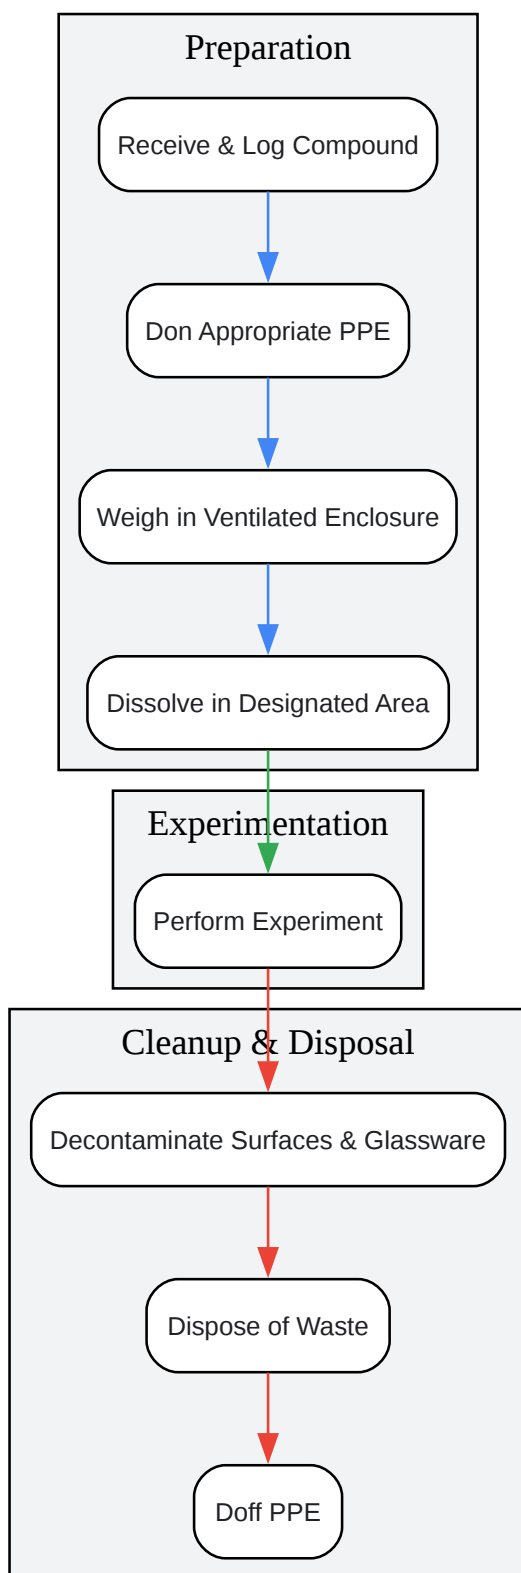 Preparation
Receive & Log Compound
Don Appropriate PPE
Weigh in Ventilated Enclosure
Dissolve in Designated Area
Experimentation
Perform Experiment
Cleanup & Disposal
Decontaminate Surfaces & Glassware
Dispose of Waste
Doff PPE